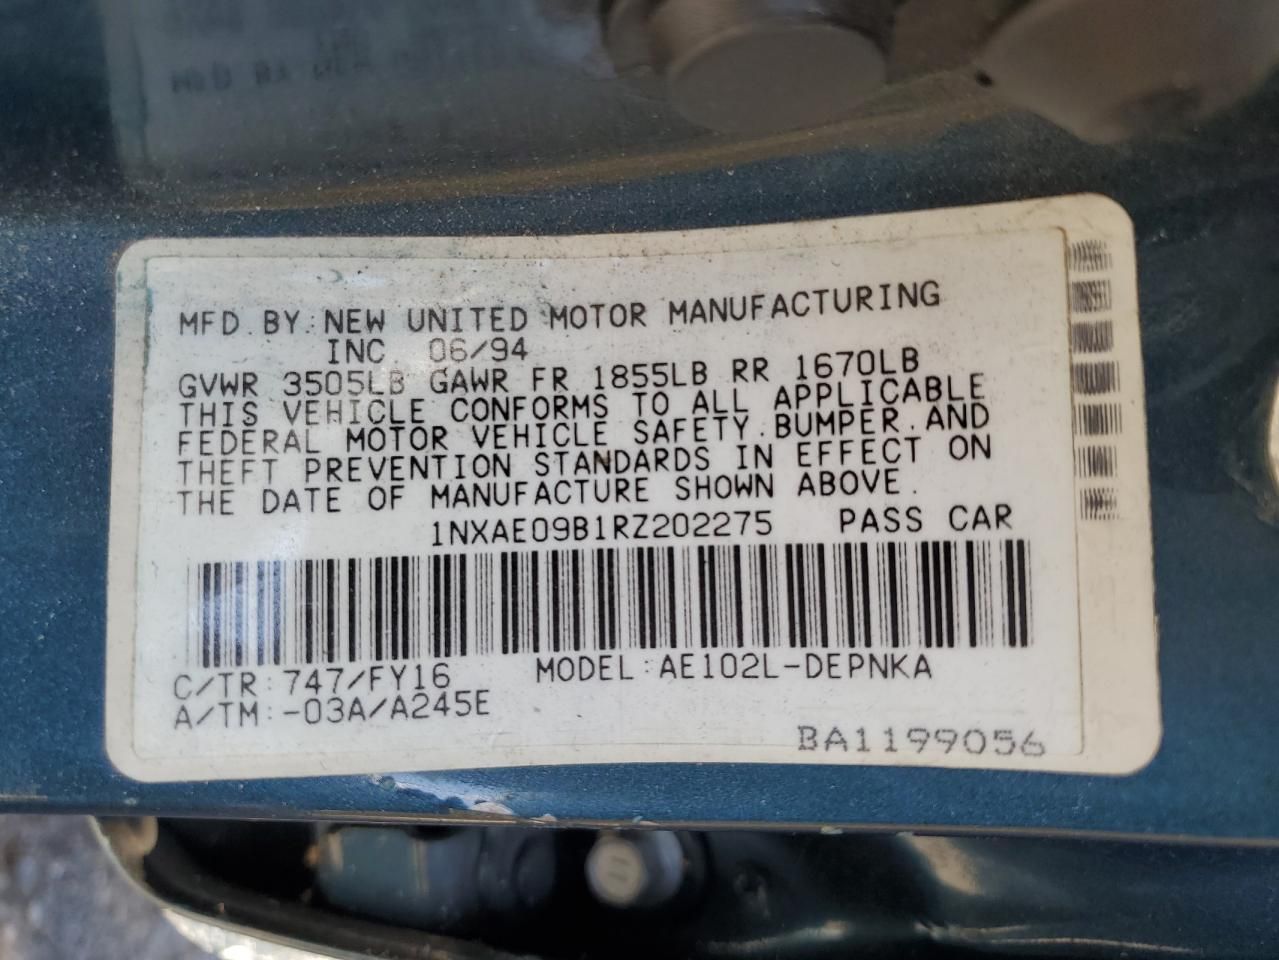 MFD. BY: NEW UNITED MOTOR MANUFACTURING
INC. 06/94
GVWR 3505LB GAWR FR 1855LB RR 1670LB
THIS VEHICLE CONFORMS TO ALL APPLICABLE
FEDERAL MOTOR VEHICLE SAFETY, BUMPER, AND
THEFT PREVENTION STANDARDS IN EFFECT ON
THE DATE OF MANUFACTURE SHOWN ABOVE.
1NXAE09B1RZ202275 PASS CAR
C/TR: 747/FY16 MODEL: AE102L-DEPNKA
A/TM: -03A/A245E
BA1199056